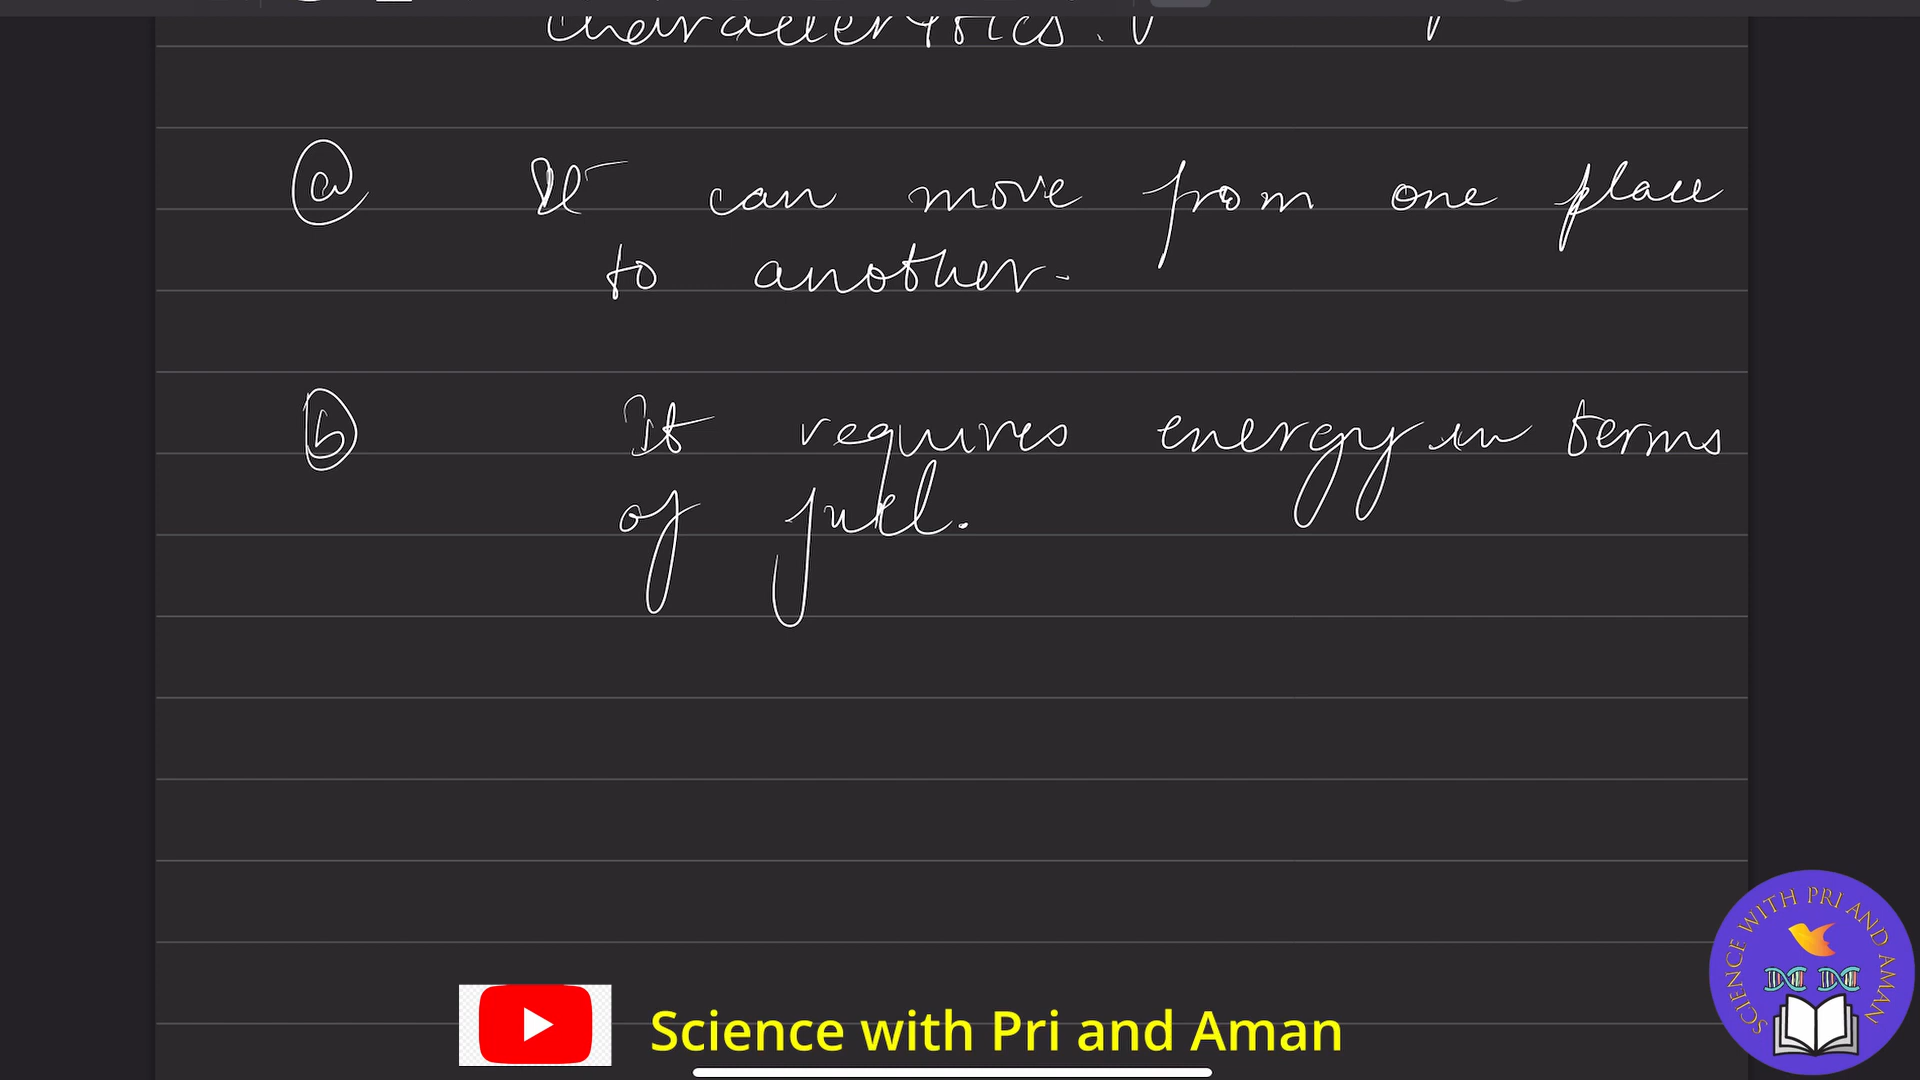 characteristics.
ⓐ It can move from one place
to another.
ⓑ It requires energy in terms
of fuel.
SCIENCE WITH PRI AND AMAN
Science with Pri and Aman